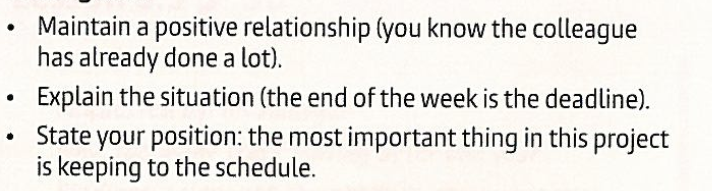 • Maintain a positive relationship (you know the colleague
has already done a lot).
• Explain the situation (the end of the week is the deadline).
• State your position: the most important thing in this project
is keeping to the schedule.